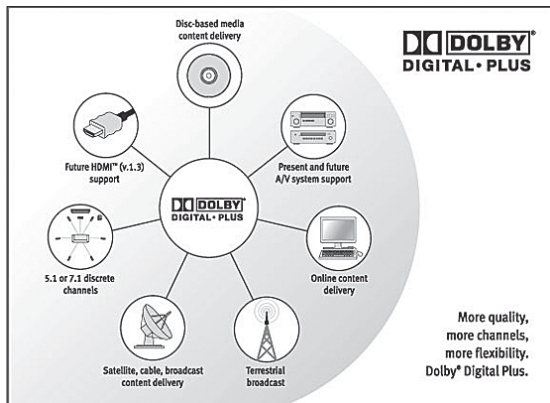 Disc-based media
content delivery
DOLBY®
DIGITAL•PLUS
Future HDMI™ (v.1.3)
support
Present and future
A/V system support
DOLBY
DIGITAL•PLUS
5.1 or 7.1 discrete
channels
Online content
delivery
Satellite, cable, broadcast
content delivery
Terrestrial
broadcast
More quality,
more channels,
more flexibility.
Dolby® Digital Plus.